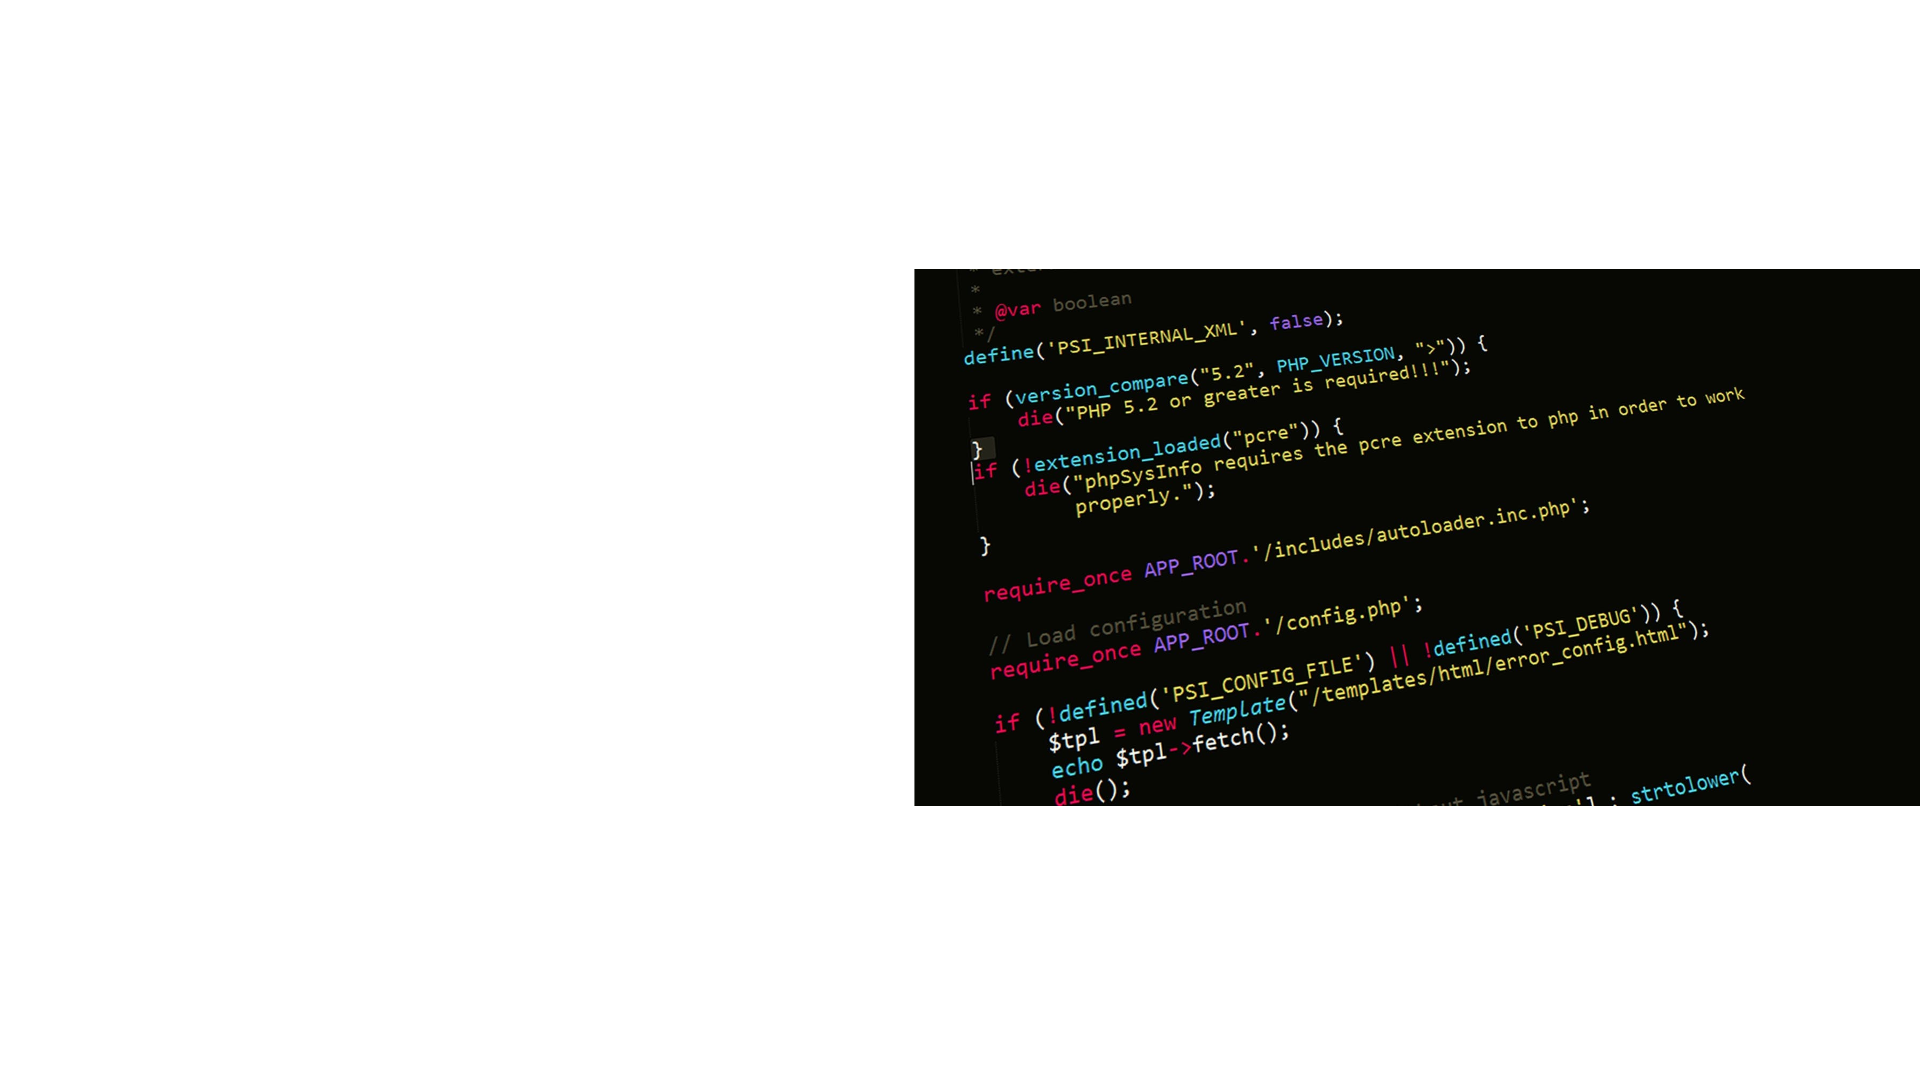 *
* @var boolean
*/
define('PSI_INTERNAL_XML', false);
if (version_compare("5.2", PHP_VERSION, ">")) {
die("PHP 5.2 or greater is required!!!");
}
if (!extension_loaded("pcre")) {
die("phpSysInfo requires the pcre extension to php in order to work
properly.");
}
require_once APP_ROOT.'/includes/autoloader.inc.php';
// Load configuration
require_once APP_ROOT.'/config.php';
if (!defined('PSI_CONFIG_FILE') || !defined('PSI_DEBUG')) {
$tpl = new Template("/templates/html/error_config.html");
echo $tpl->fetch();
die();
javascript
strtolower(